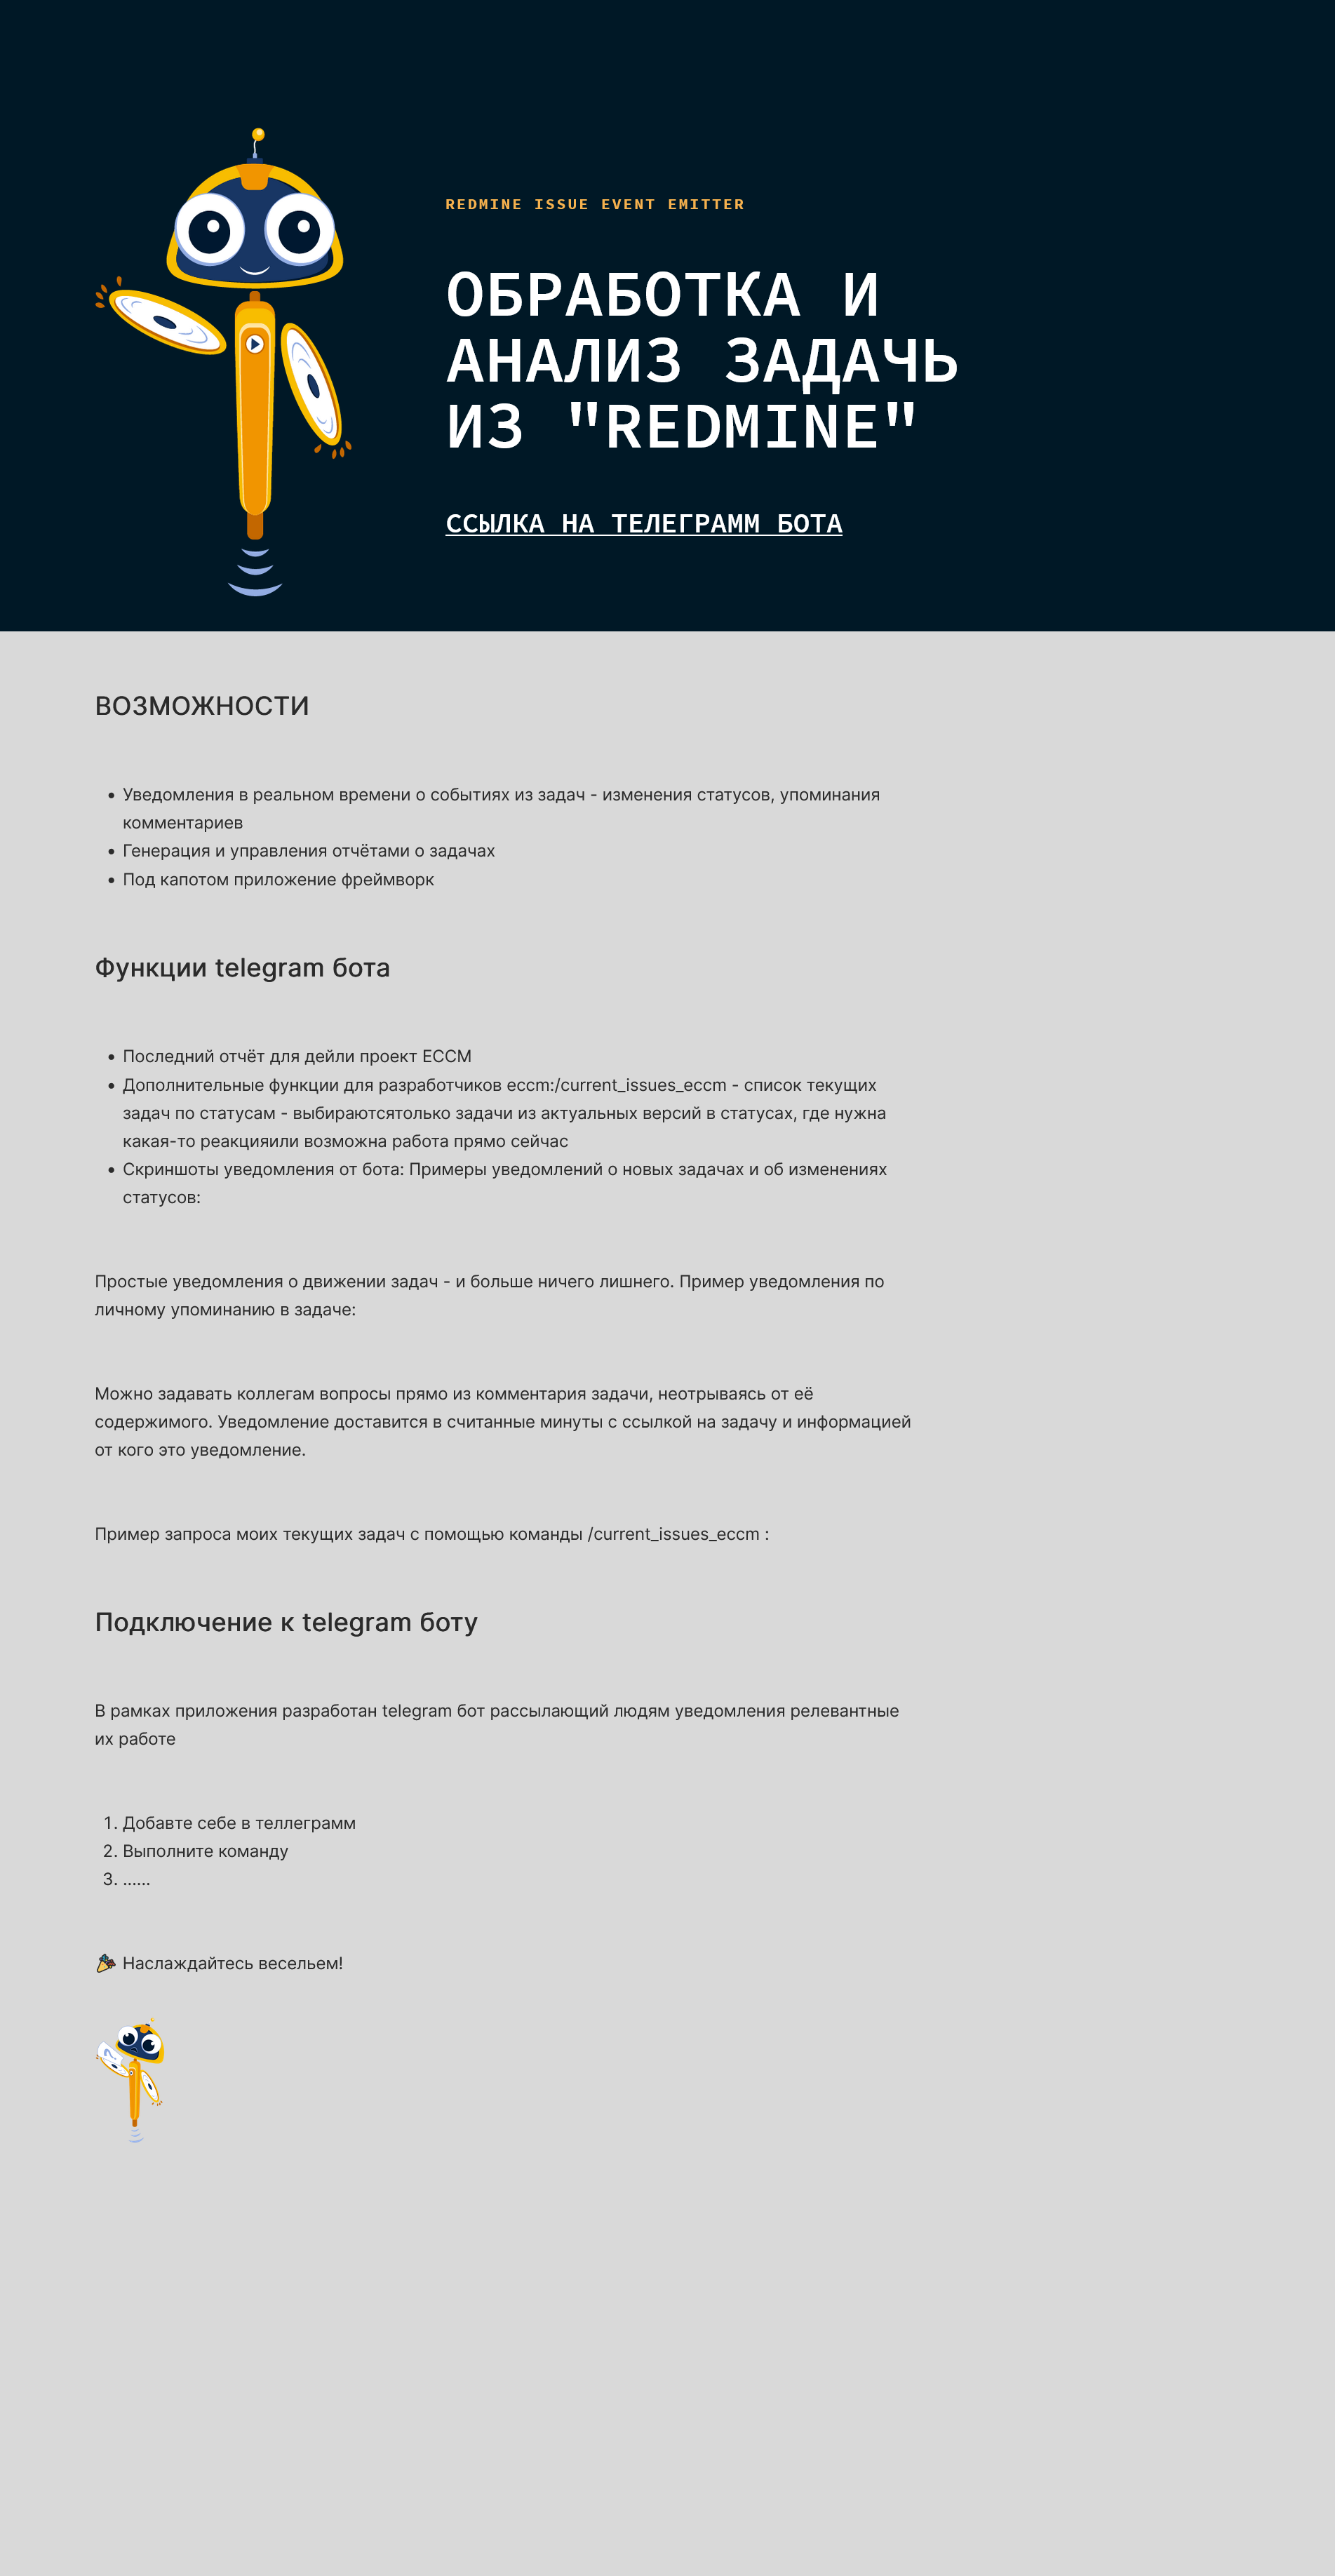 REDMINE ISSUE EVENT EMITTER
ОБРАБОТКА И
АНАЛИЗ ЗАДАЧЬ
ИЗ "REDMINE"
ССЫЛКА НА ТЕЛЕГРАММ БОТА
ВОЗМОЖНОСТИ
• Уведомления в реальном времени о событиях из задач - изменения статусов, упоминания
комментариев
• Генерация и управления отчётами о задачах
• Под капотом приложение фреймворк
Функции telegram бота
• Последний отчёт для дейли проект ECCM
• Дополнительные функции для разработчиков eccm:/current_issues_eccm - список текущих
задач по статусам - выбираютсятолько задачи из актуальных версий в статусах, где нужна
какая-то реакцияили возможна работа прямо сейчас
• Скриншоты уведомления от бота: Примеры уведомлений о новых задачах и об изменениях
статусов:
Простые уведомления о движении задач - и больше ничего лишнего. Пример уведомления по
личному упоминанию в задаче:
Можно задавать коллегам вопросы прямо из комментария задачи, неотрываясь от её
содержимого. Уведомление доставится в считанные минуты с ссылкой на задачу и информацией
от кого это уведомление.
Пример запроса моих текущих задач с помощью команды /current_issues_eccm :
Подключение к telegram боту
В рамках приложения разработан telegram бот рассылающий людям уведомления релевантные
их работе
1. Добавте себе в теллеграмм
2. Выполните команду
3. ......
🎉 Наслаждайтесь весельем!